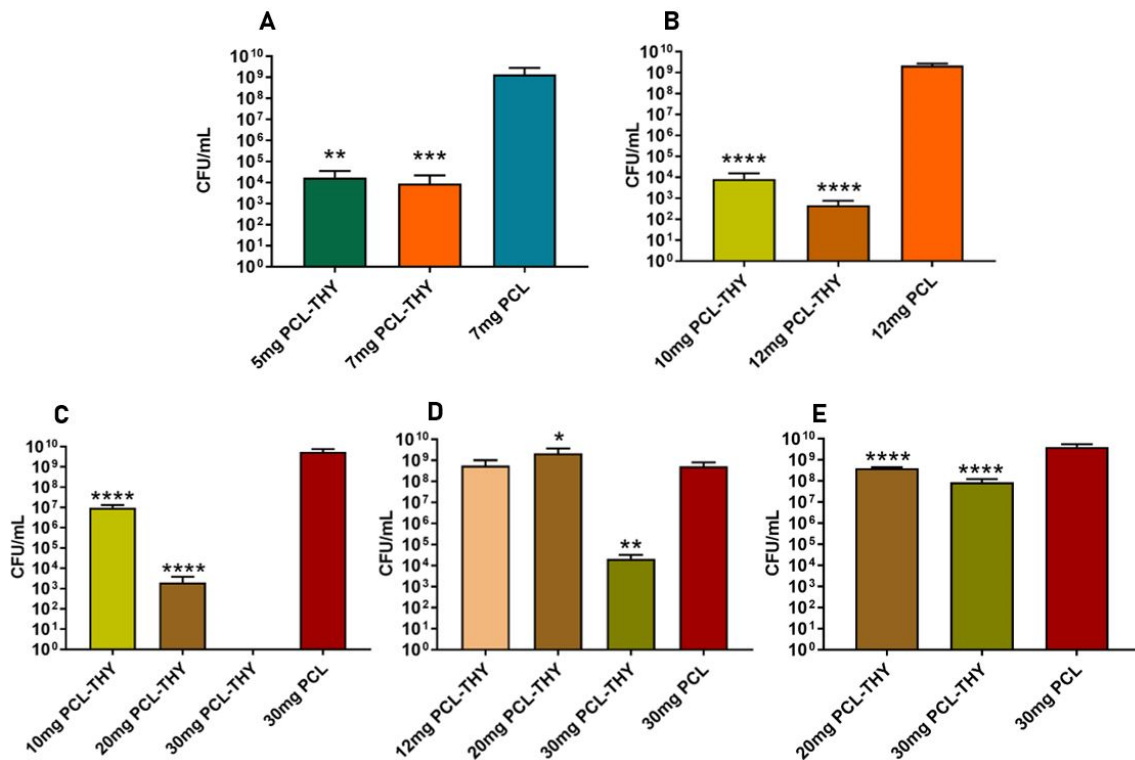 A
CFU/mL
10¹⁰
10⁹
10⁸
10⁷
10⁶
10⁵
10⁴
10³
10²
10¹
10⁰
**
***
5mg PCL-THY
7mg PCL-THY
7mg PCL
B
CFU/mL
10¹⁰
10⁹
10⁸
10⁷
10⁶
10⁵
10⁴
10³
10²
10¹
10⁰
****
****
10mg PCL-THY
12mg PCL-THY
12mg PCL
C
CFU/mL
10¹⁰
10⁹
10⁸
10⁷
10⁶
10⁵
10⁴
10³
10²
10¹
10⁰
****
****
10mg PCL-THY
20mg PCL-THY
30mg PCL-THY
30mg PCL
D
CFU/mL
10¹⁰
10⁹
10⁸
10⁷
10⁶
10⁵
10⁴
10³
10²
10¹
10⁰
*
**
12mg PCL-THY
20mg PCL-THY
30mg PCL-THY
30mg PCL
E
CFU/mL
10¹⁰
10⁹
10⁸
10⁷
10⁶
10⁵
10⁴
10³
10²
10¹
10⁰
****
****
20mg PCL-THY
30mg PCL-THY
30mg PCL